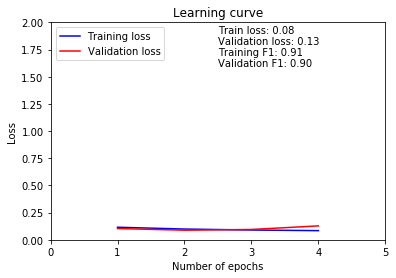 Learning curve
Training loss
Validation loss
Train loss: 0.08
Validation loss: 0.13
Training F1: 0.91
Validation F1: 0.90
Loss
2.00
1.75
1.50
1.25
1.00
0.75
0.50
0.25
0.00
0 1 2 3 4 5
Number of epochs